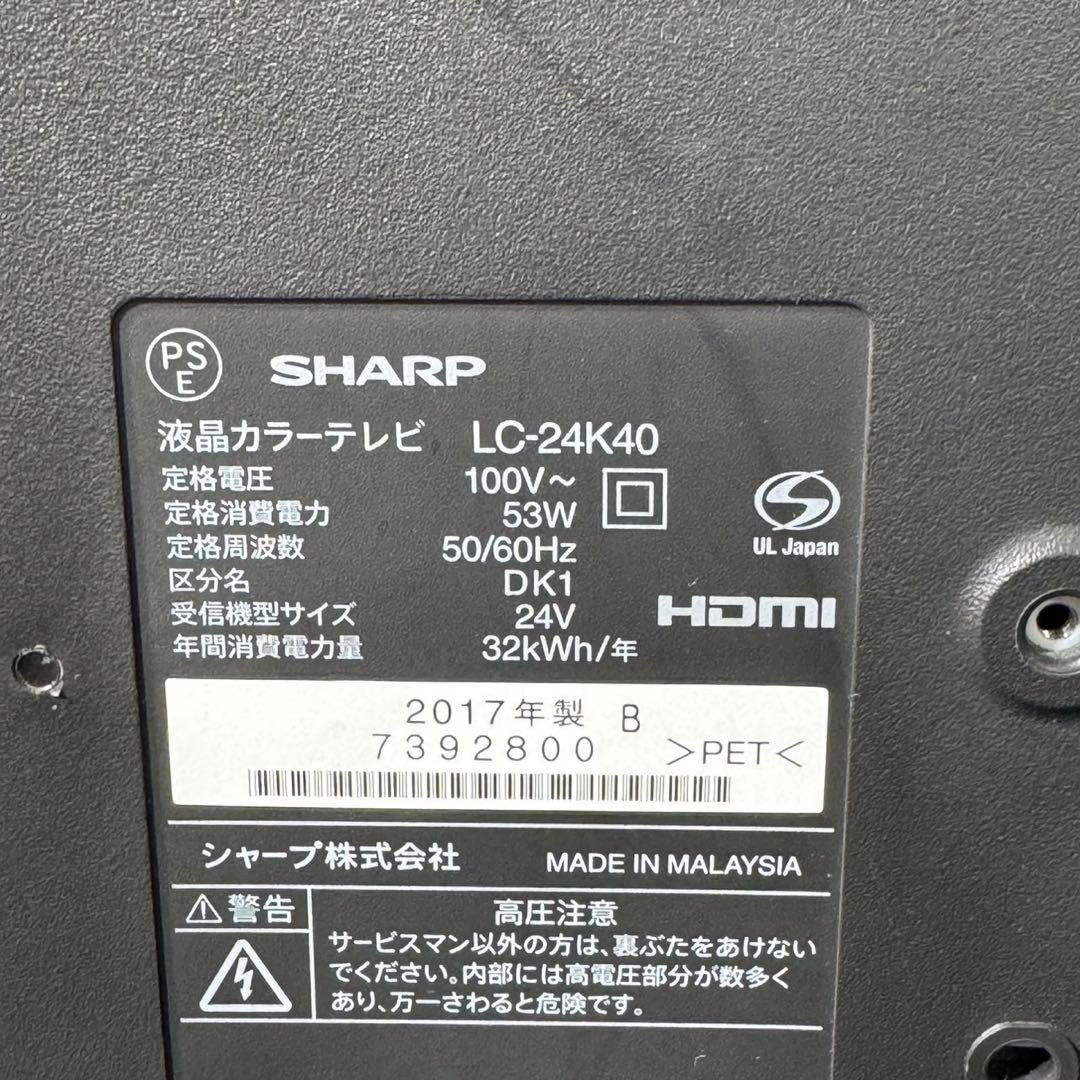 PS
E
SHARP
液晶カラーテレビ LC-24K40
定格電圧 100V～
定格消費電力 53W
定格周波数 50/60Hz
区分名 DK1
受信機型サイズ 24V
年間消費電力量 32kWh/年
UL Japan
HDMI
2017年製 B
7392800 >PET<
シャープ株式会社 MADE IN MALAYSIA
⚠警告
高圧注意
サービスマン以外の方は、裏ぶたをあけない
でください。内部には高電圧部分が数多く
あり、万一さわると危険です。